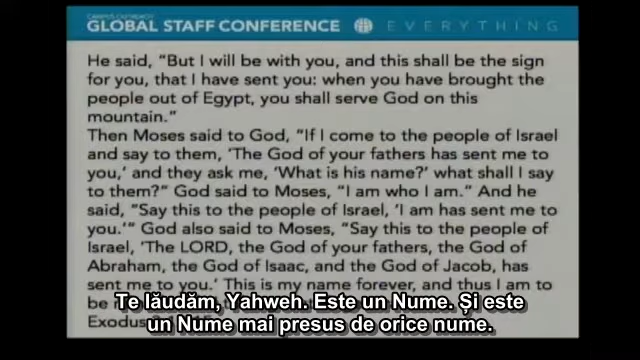 CAMPUS OUTREACH
GLOBAL STAFF CONFERENCE EVERYTHING
He said, “But I will be with you, and this shall be the sign
for you, that I have sent you: when you have brought the
people out of Egypt, you shall serve God on this
mountain.”
Then Moses said to God, “If I come to the people of Israel
and say to them, ‘The God of your fathers has sent me to
you,’ and they ask me, ‘What is his name?’ what shall I say
to them?” God said to Moses, “I am who I am.” And he
said, “Say this to the people of Israel, ‘I am has sent me to
you.’” God also said to Moses, “Say this to the people of
Israel, ‘The LORD, the God of your fathers, the God of
Abraham, the God of Isaac, and the God of Jacob, has
sent me to you.’ This is my name forever, and thus I am to
be
Exodus
Te lăudăm, Yahweh. Este un Nume. Și este
un Nume mai presus de orice nume.